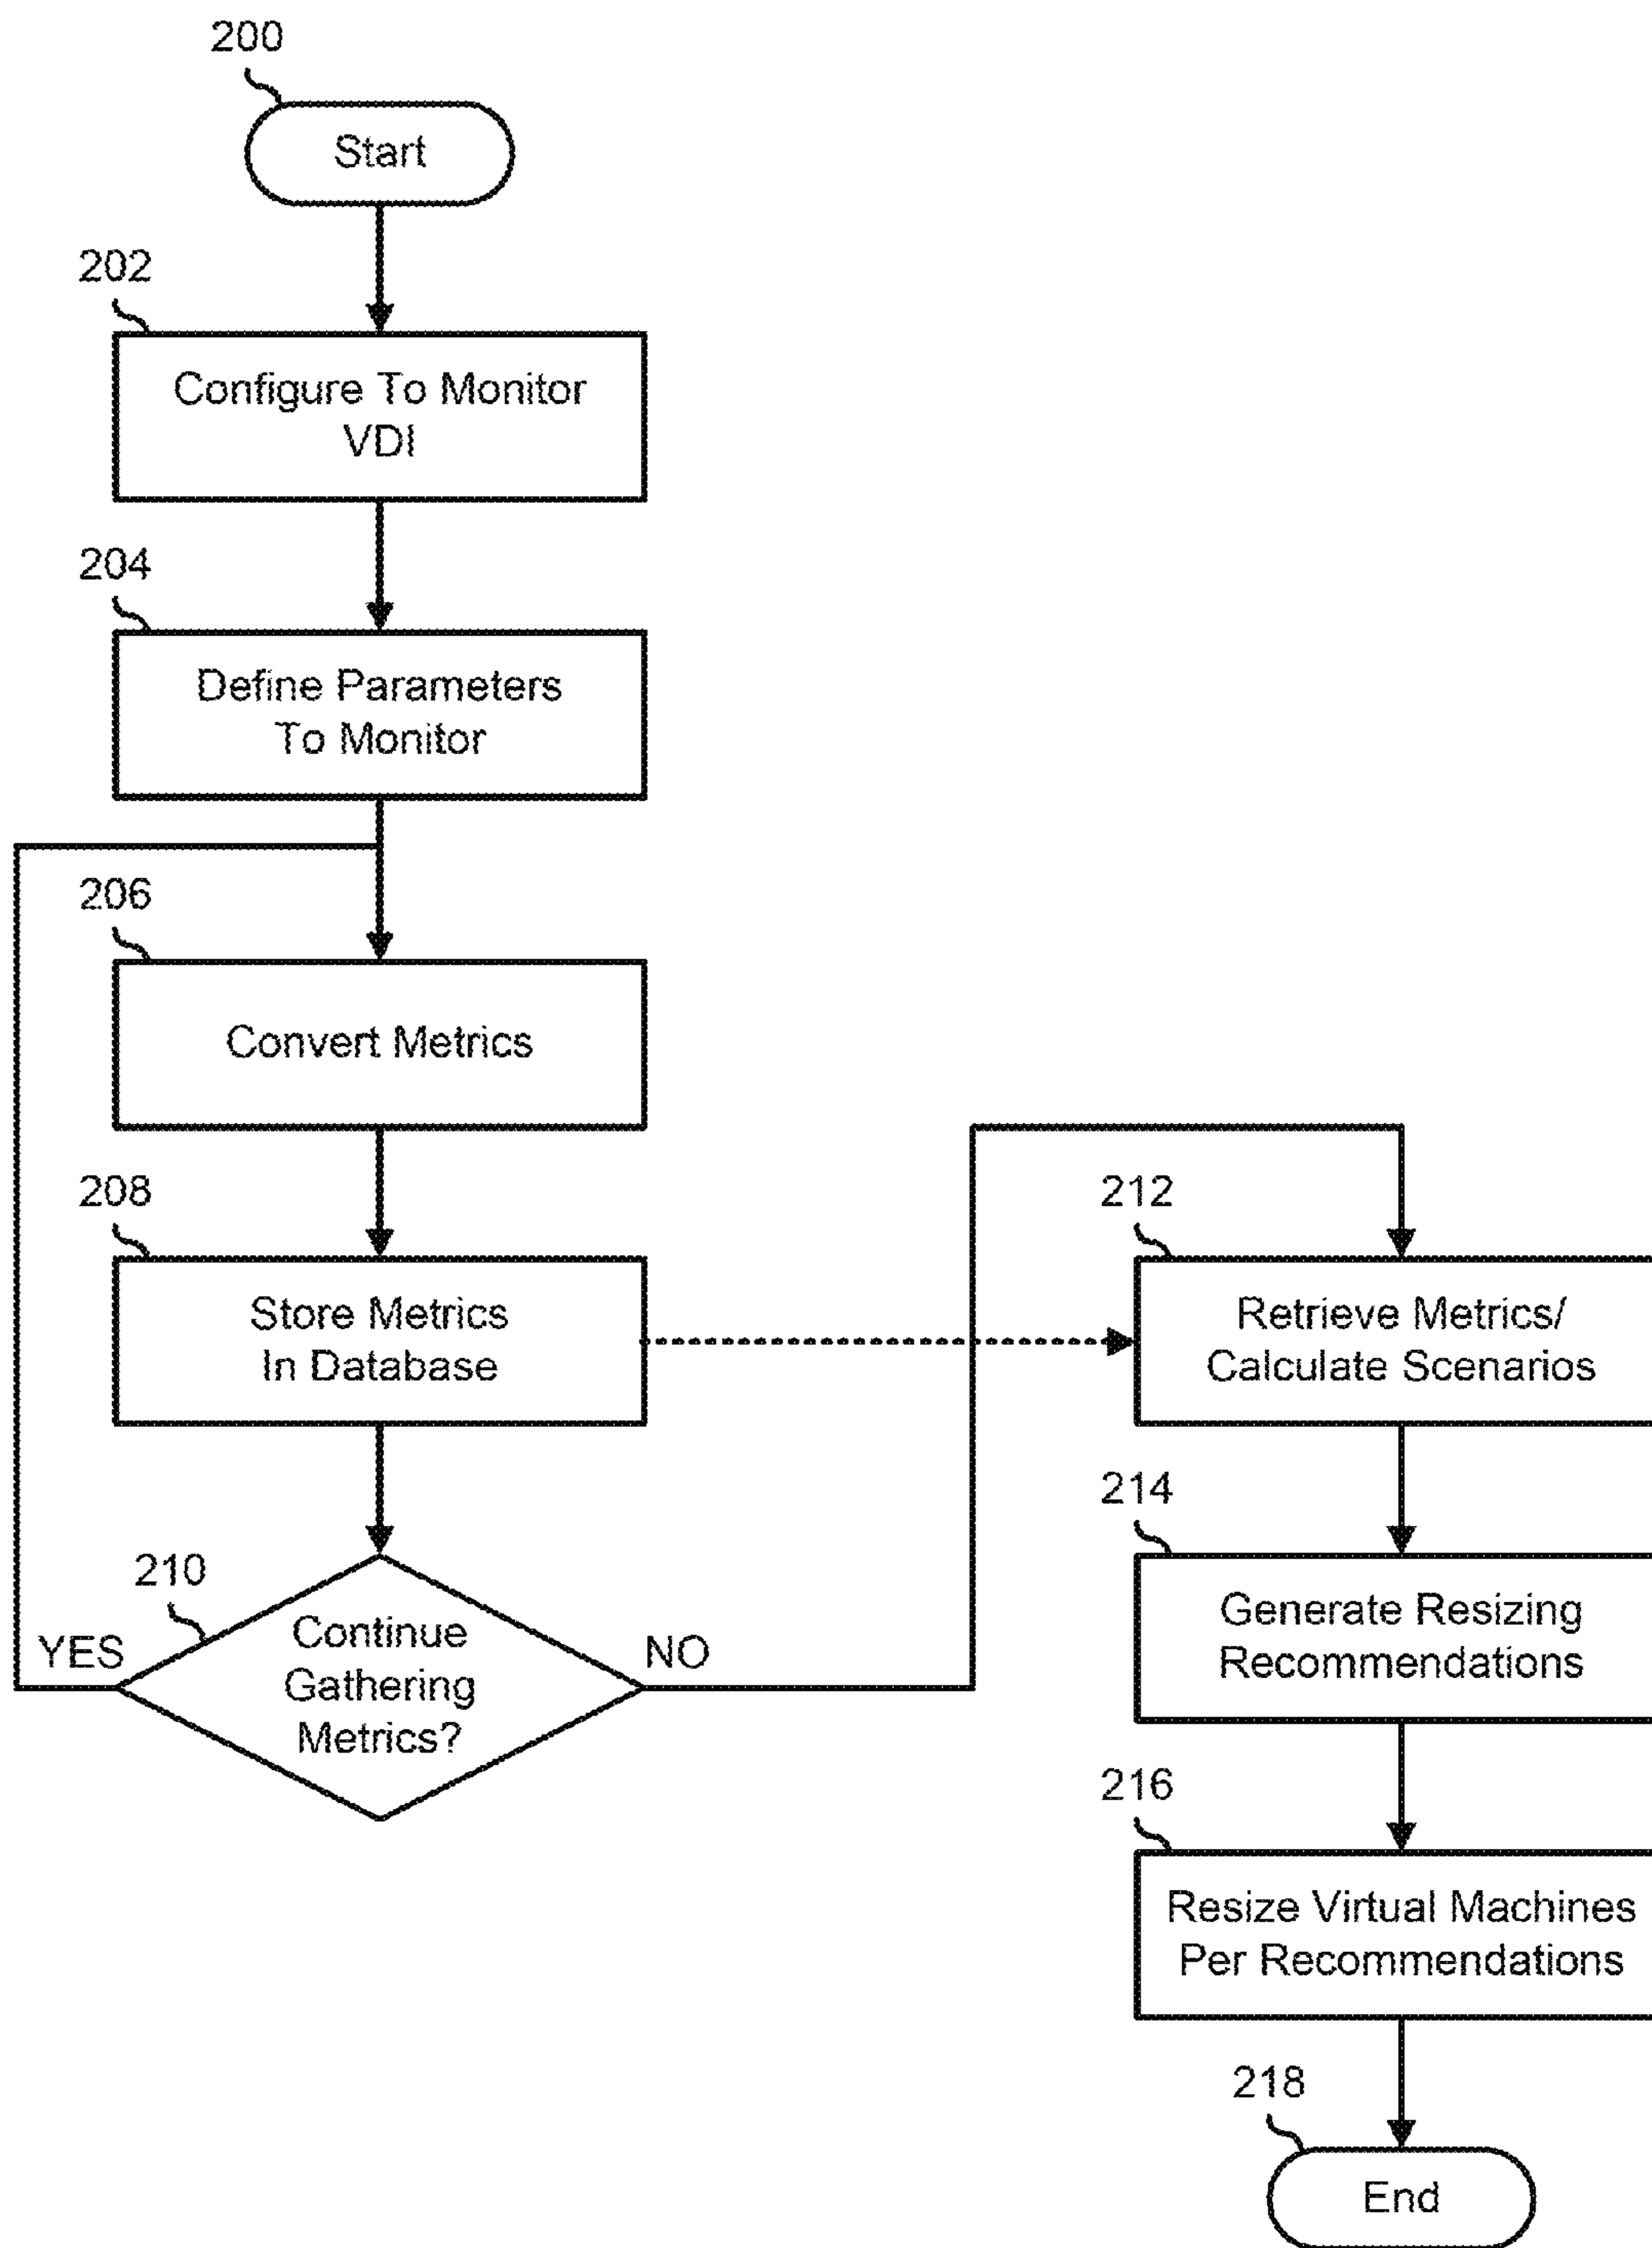 200
Start
202
Configure To Monitor
VDI
204
Define Parameters
To Monitor
206
Convert Metrics
208
Store Metrics
In Database
210
Continue
Gathering
Metrics?
YES
NO
212
Retrieve Metrics/
Calculate Scenarios
214
Generate Resizing
Recommendations
216
Resize Virtual Machines
Per Recommendations
218
End